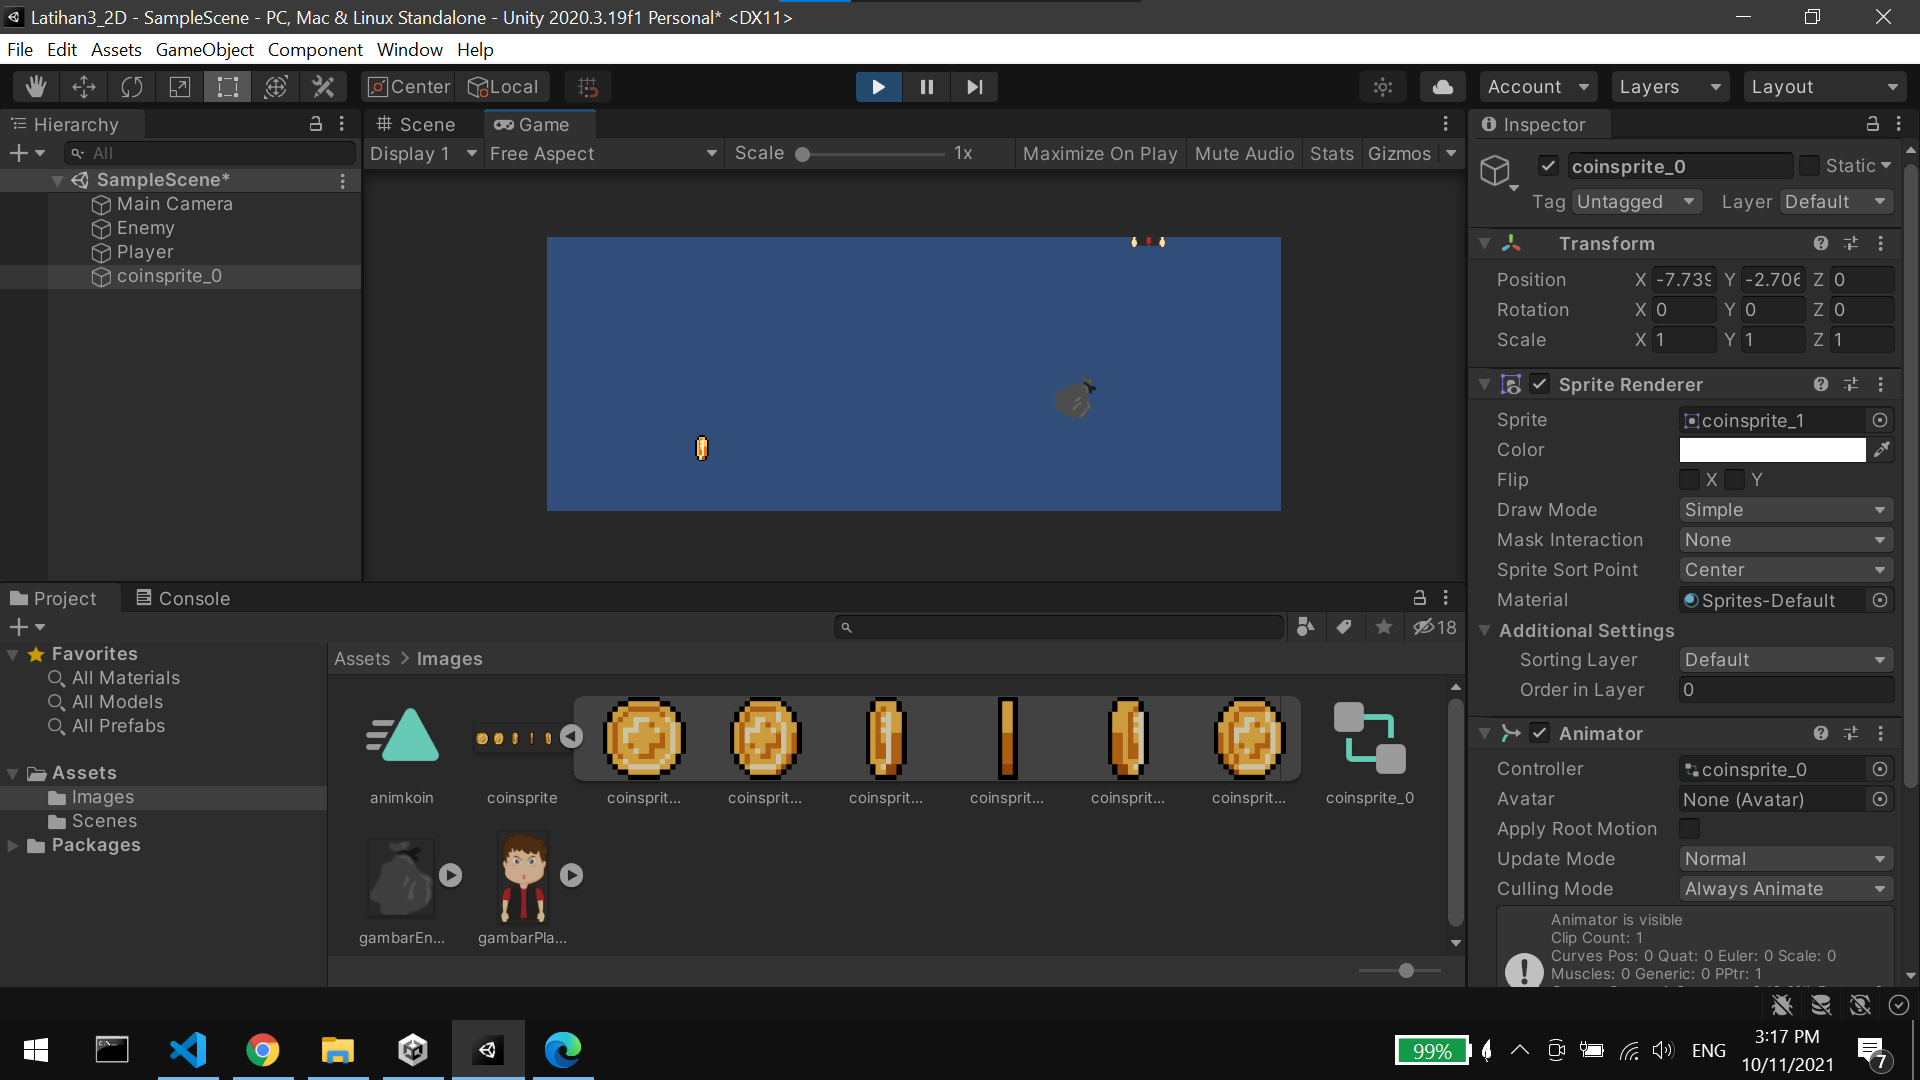 Latihan3_2D - SampleScene - PC, Mac & Linux Standalone - Unity 2020.3.19f1 Personal* <DX11>
File Edit Assets GameObject Component Window Help
Center Local Account Layers Layout
Hierarchy
All
SampleScene*
Main Camera
Enemy
Player
coinsprite_0
Scene Game
Display 1 Free Aspect Scale 1x Maximize On Play Mute Audio Stats Gizmos
Inspector
coinsprite_0 Static
Tag Untagged Layer Default
Transform
Position X -7.739 Y -2.706 Z 0
Rotation X 0 Y 0 Z 0
Scale X 1 Y 1 Z 1
Sprite Renderer
Sprite coinsprite_1
Color
Flip X Y
Draw Mode Simple
Mask Interaction None
Sprite Sort Point Center
Material Sprites-Default
Additional Settings
Sorting Layer Default
Order in Layer 0
Animator
Controller coinsprite_0
Avatar None (Avatar)
Apply Root Motion
Update Mode Normal
Culling Mode Always Animate
Animator is visible
Clip Count: 1
Curves Pos: 0 Quat: 0 Euler: 0 Scale: 0
Muscles: 0 Generic: 0 PPtr: 1
Project Console
18
Favorites
All Materials
All Models
All Prefabs
Assets
Images
Scenes
Packages
Assets > Images
animkoin coinsprite coinsprit... coinsprit... coinsprit... coinsprit... coinsprit... coinsprit... coinsprite_0
gambarEn... gambarPla...
99% ENG 3:17 PM
10/11/2021 7